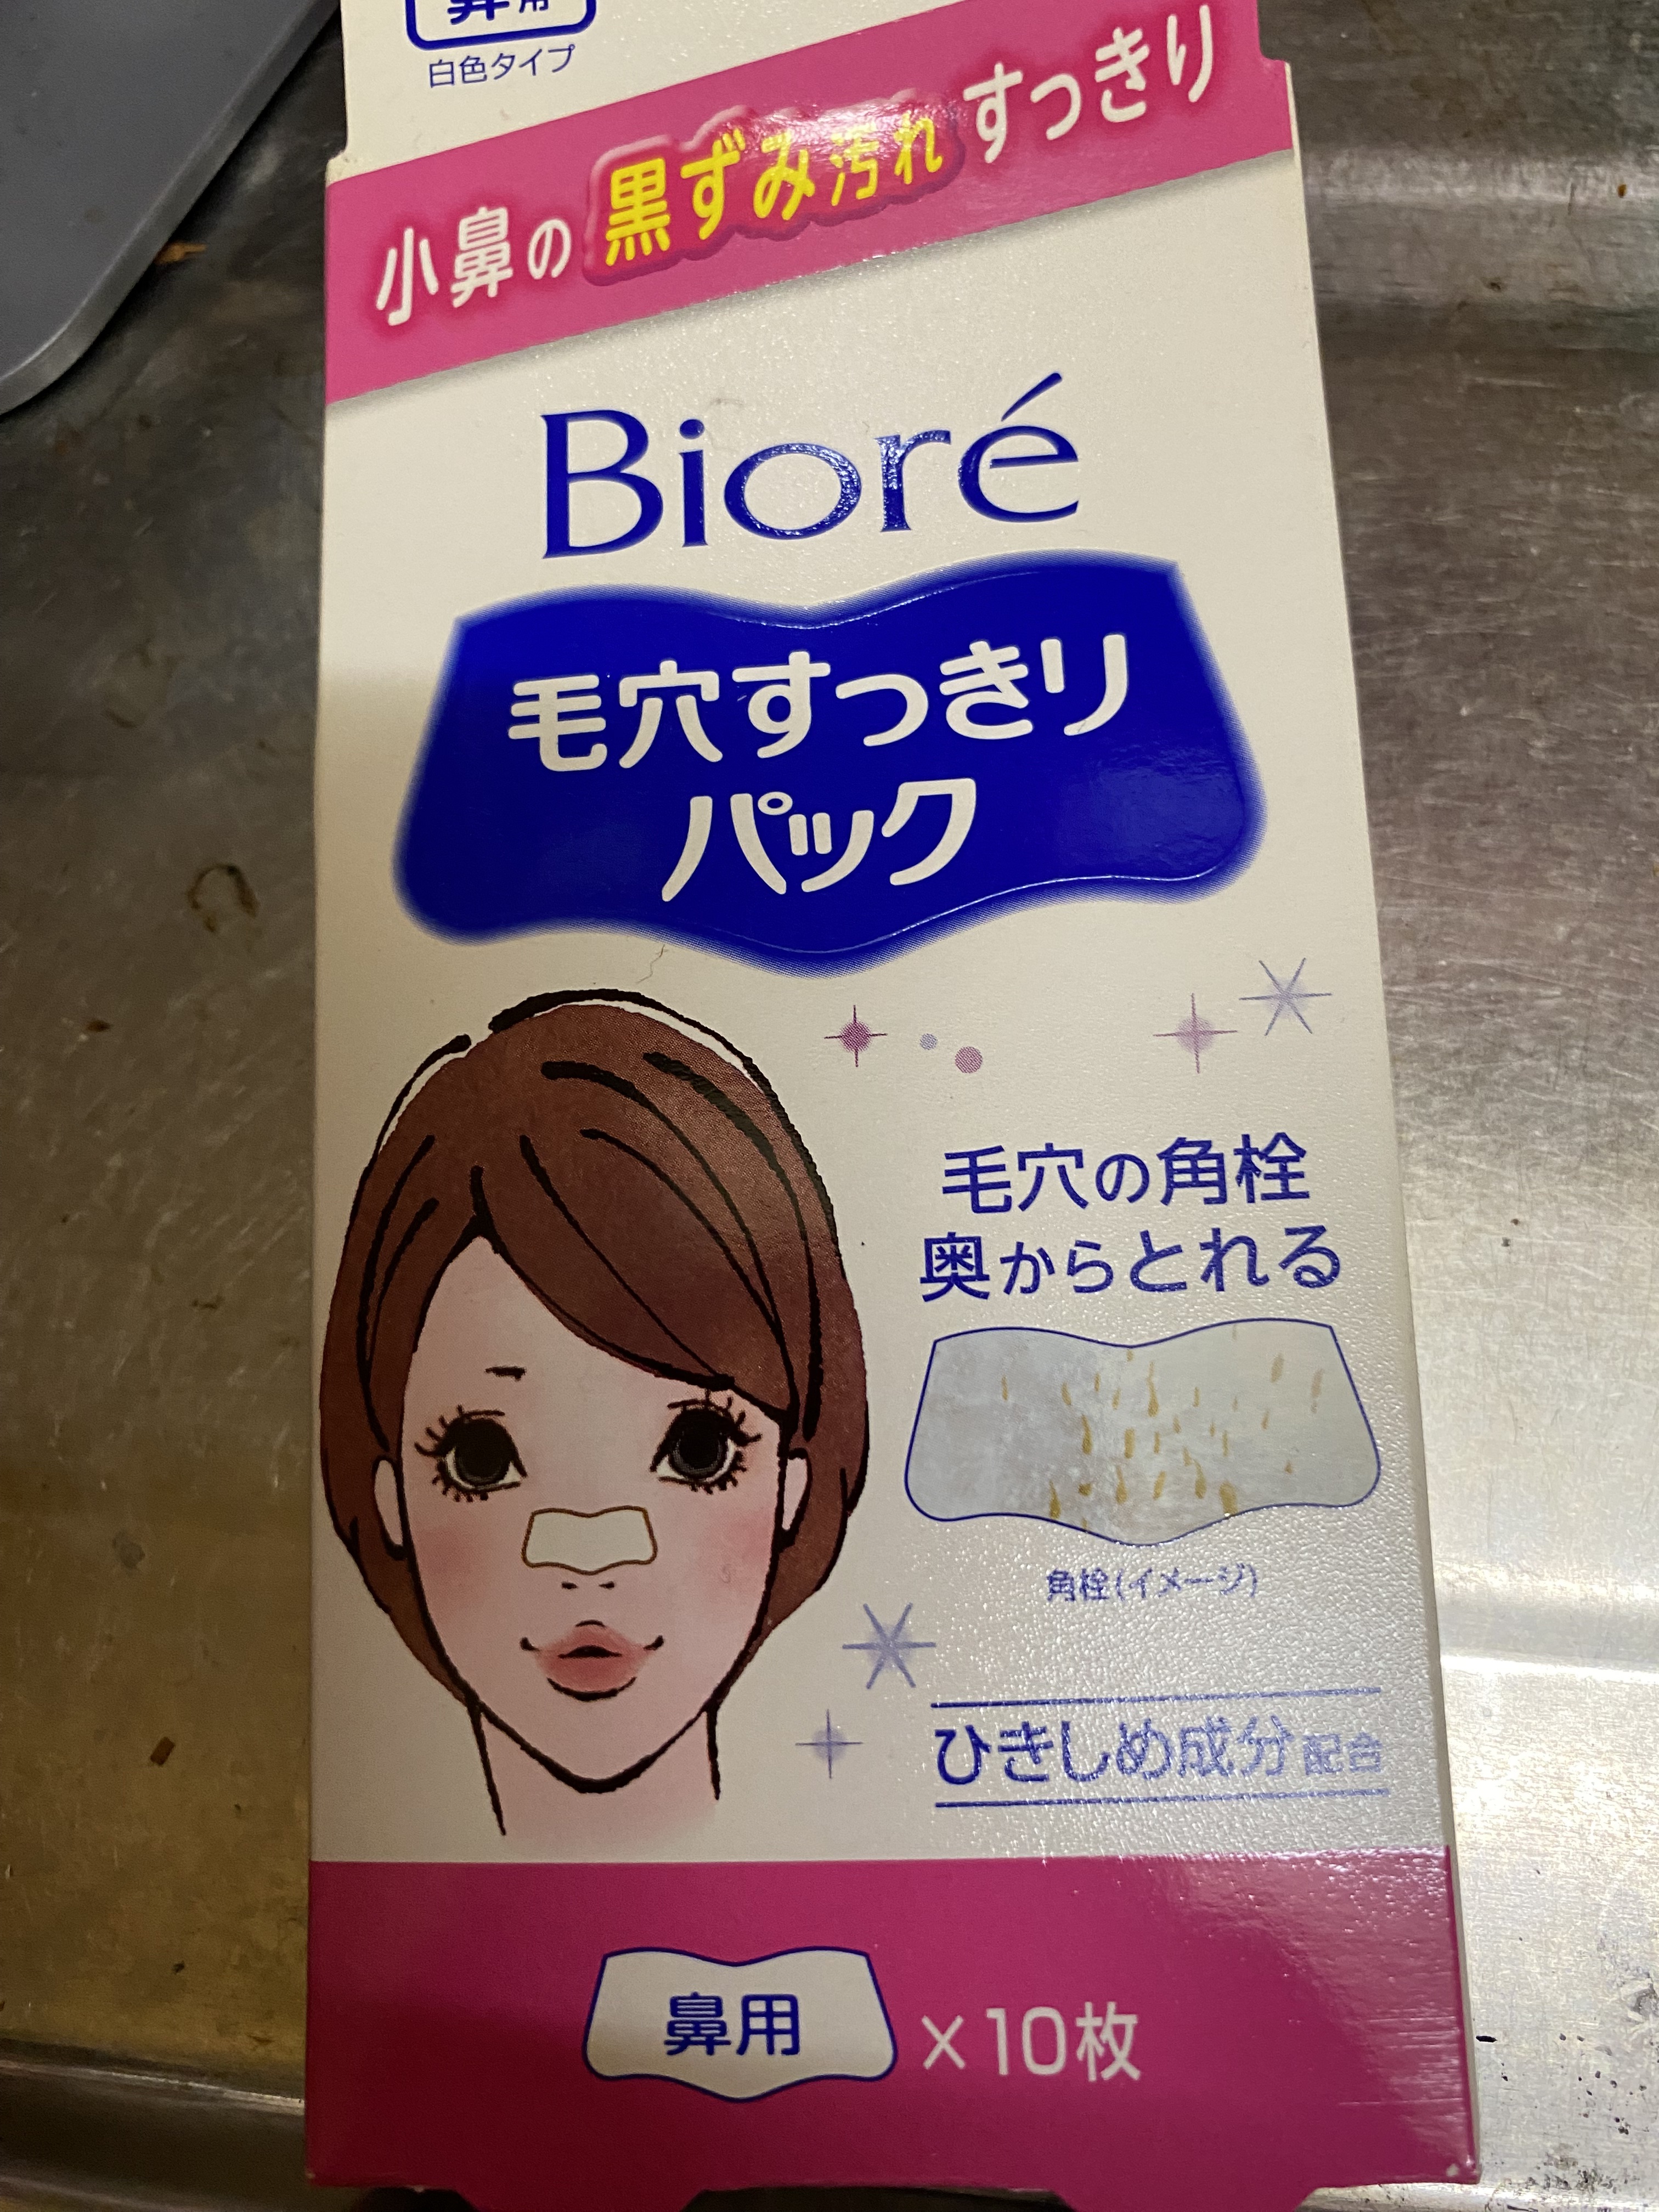 鼻用
白色タイプ
小鼻の黒ずみ汚れすっきり
Bioré
毛穴すっきり
パック
毛穴の角栓
奥からとれる
角栓(イメージ)
ひきしめ成分配合
鼻用 ×10枚